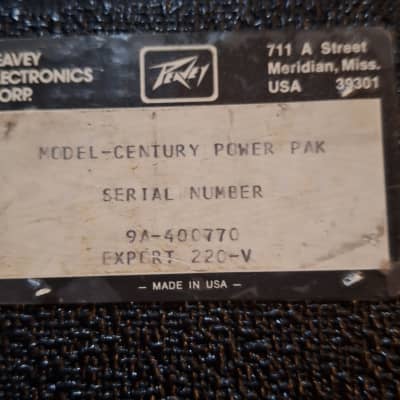 EAVEY
LECTRONICS
ORP.
PEAVEY
711 A Street
Meridian, Miss.
USA 39301
MODEL-CENTURY POWER PAK
SERIAL NUMBER
9A-400770
EXPERT 220-V
— MADE IN USA —